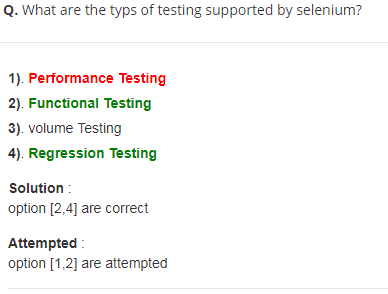 Q. What are the typs of testing supported by selenium?
1). Performance Testing
2). Functional Testing
3). volume Testing
4). Regression Testing
Solution :
option [2,4] are correct
Attempted :
option [1,2] are attempted